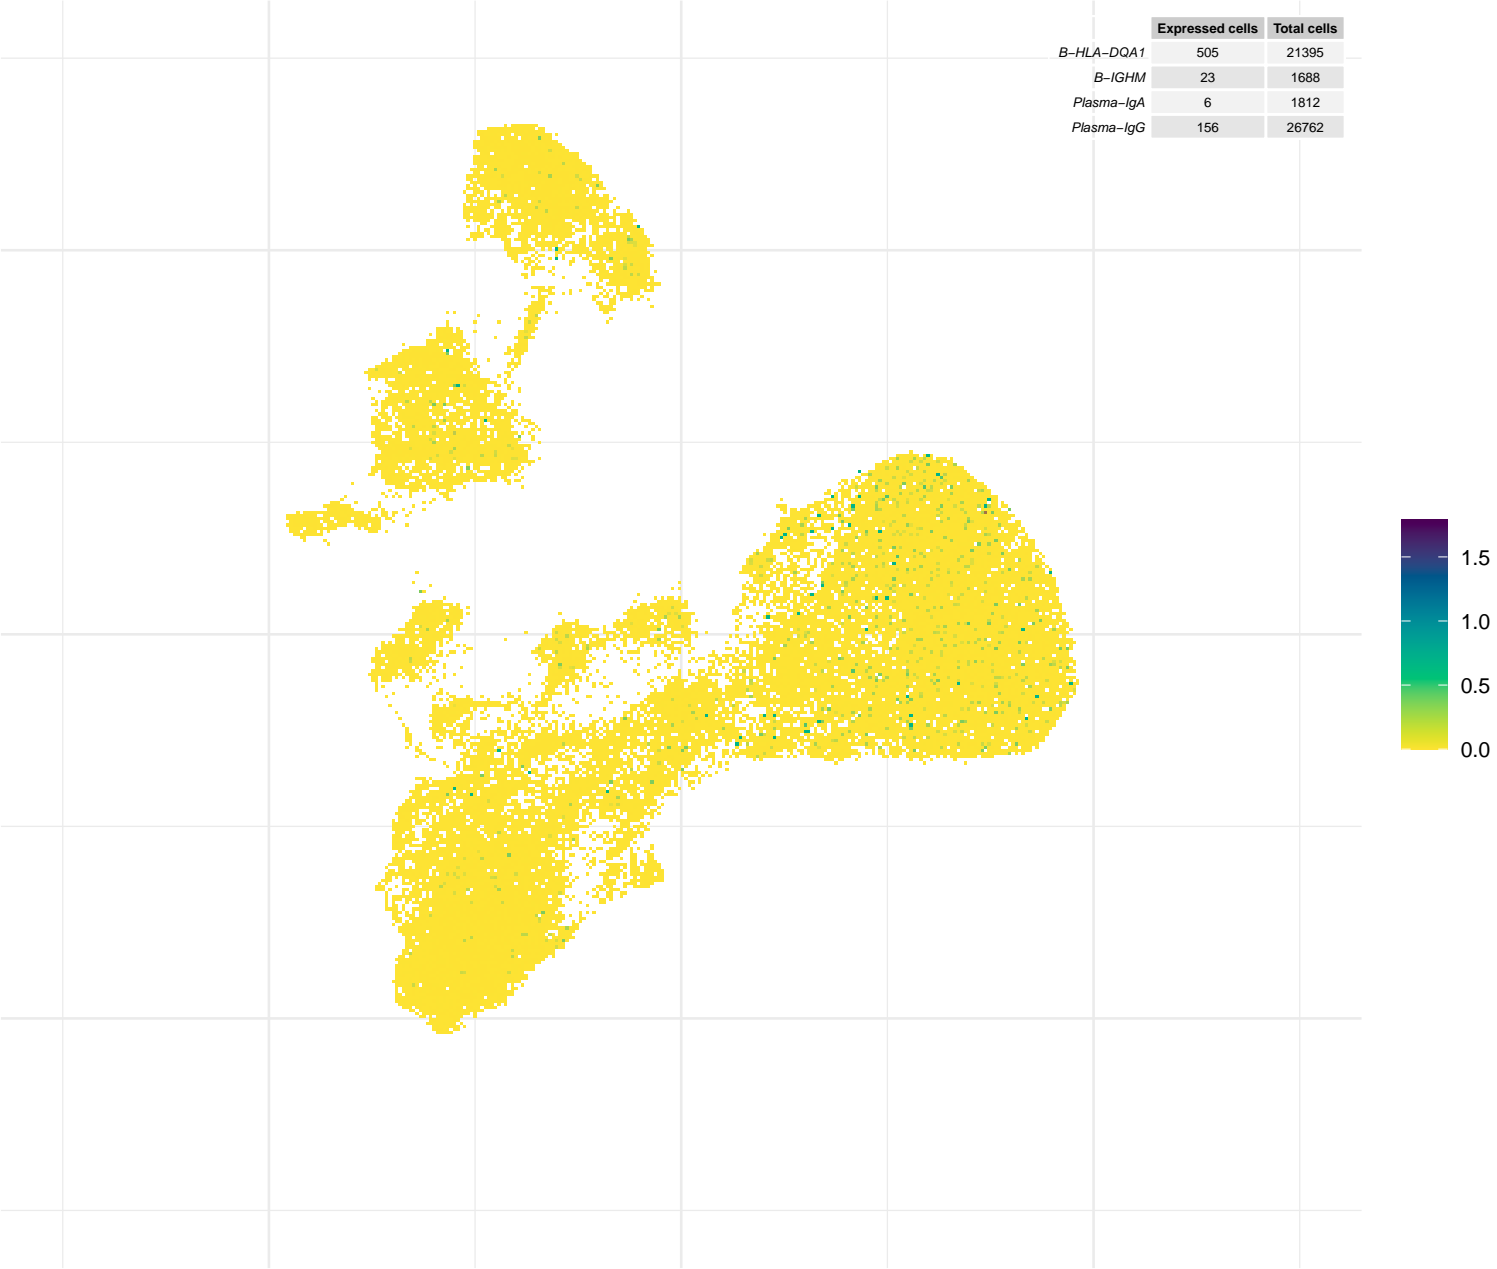 Expressed cells Total cells
B−HLA−DQA1 505 21395
B−IGHM 23 1688
Plasma−IgA 6 1812
Plasma−IgG 156 26762
1.5
1.0
0.5
0.0